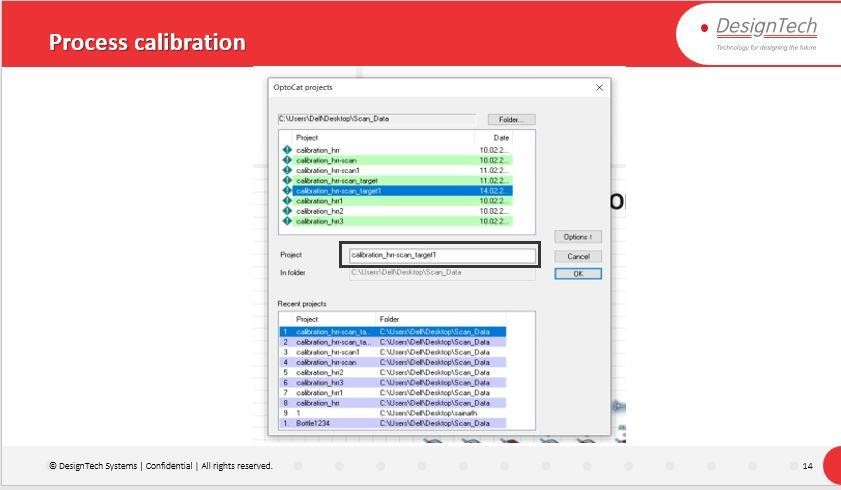 Process calibration
DesignTech
Technology for designing the future
OptoCat projects
C:\Users\Dell\Desktop\Scan_Data
Folder...
Project Date
calibration_hrr 10.02.2...
calibration_hrr-scan 10.02.2...
calibration_hrr-scan1 11.02.2...
calibration_hrr-scan_target 11.02.2...
calibration_hrr-scan_target1 14.02.2...
calibration_hrr1 10.02.2...
calibration_hrr2 10.02.2...
calibration_hrr3 10.02.2...
Options ↑
Project calibration_hrr-scan_target1
Cancel
In folder C:\Users\Dell\Desktop\Scan_Data
OK
Recent projects
Project Folder
1 calibration_hrr-scan_ta... C:\Users\Dell\Desktop\Scan_Data
2 calibration_hrr-scan_ta... C:\Users\Dell\Desktop\Scan_Data
3 calibration_hrr-scan1 C:\Users\Dell\Desktop\Scan_Data
4 calibration_hrr-scan C:\Users\Dell\Desktop\Scan_Data
5 calibration_hrr2 C:\Users\Dell\Desktop\Scan_Data
6 calibration_hrr3 C:\Users\Dell\Desktop\Scan_Data
7 calibration_hrr1 C:\Users\Dell\Desktop\Scan_Data
8 calibration_hrr C:\Users\Dell\Desktop\Scan_Data
9 1 C:\Users\Dell\Desktop\sainath
1. Bottle1234 C:\Users\Dell\Desktop\Scan_Data
© DesignTech Systems | Confidential | All rights reserved.
14